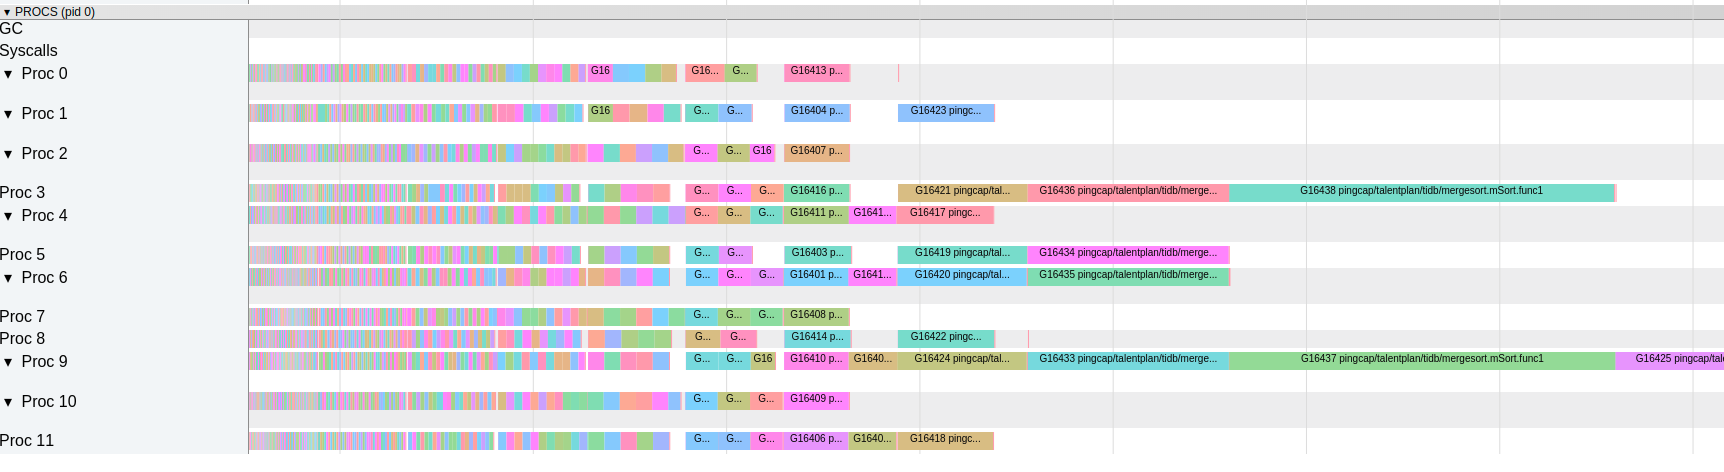 ▼ PROCS (pid 0)
GC
Syscalls
▼ Proc 0 G16 G16... G... G16413 p...
▼ Proc 1 G16 G... G... G16404 p... G16423 pingc...
▼ Proc 2 G... G... G16 G16407 p...
Proc 3 G... G... G... G16416 p... G16421 pingcap/tal... G16436 pingcap/talentplan/tidb/merge... G16438 pingcap/talentplan/tidb/mergesort.mSort.func1
▼ Proc 4 G... G... G... G16411 p... G1641... G16417 pingc...
Proc 5 G... G... G16403 p... G16419 pingcap/tal... G16434 pingcap/talentplan/tidb/merge...
▼ Proc 6 G... G... G... G16401 p... G1641... G16420 pingcap/tal... G16435 pingcap/talentplan/tidb/merge...
Proc 7 G... G... G... G16408 p...
Proc 8 G... G... G16414 p... G16422 pingc...
▼ Proc 9 G... G... G16 G16410 p... G1640... G16424 pingcap/tal... G16433 pingcap/talentplan/tidb/merge... G16437 pingcap/talentplan/tidb/mergesort.mSort.func1 G16425 pingcap/tal
▼ Proc 10 G... G... G... G16409 p...
Proc 11 G... G... G... G16406 p... G1640... G16418 pingc...